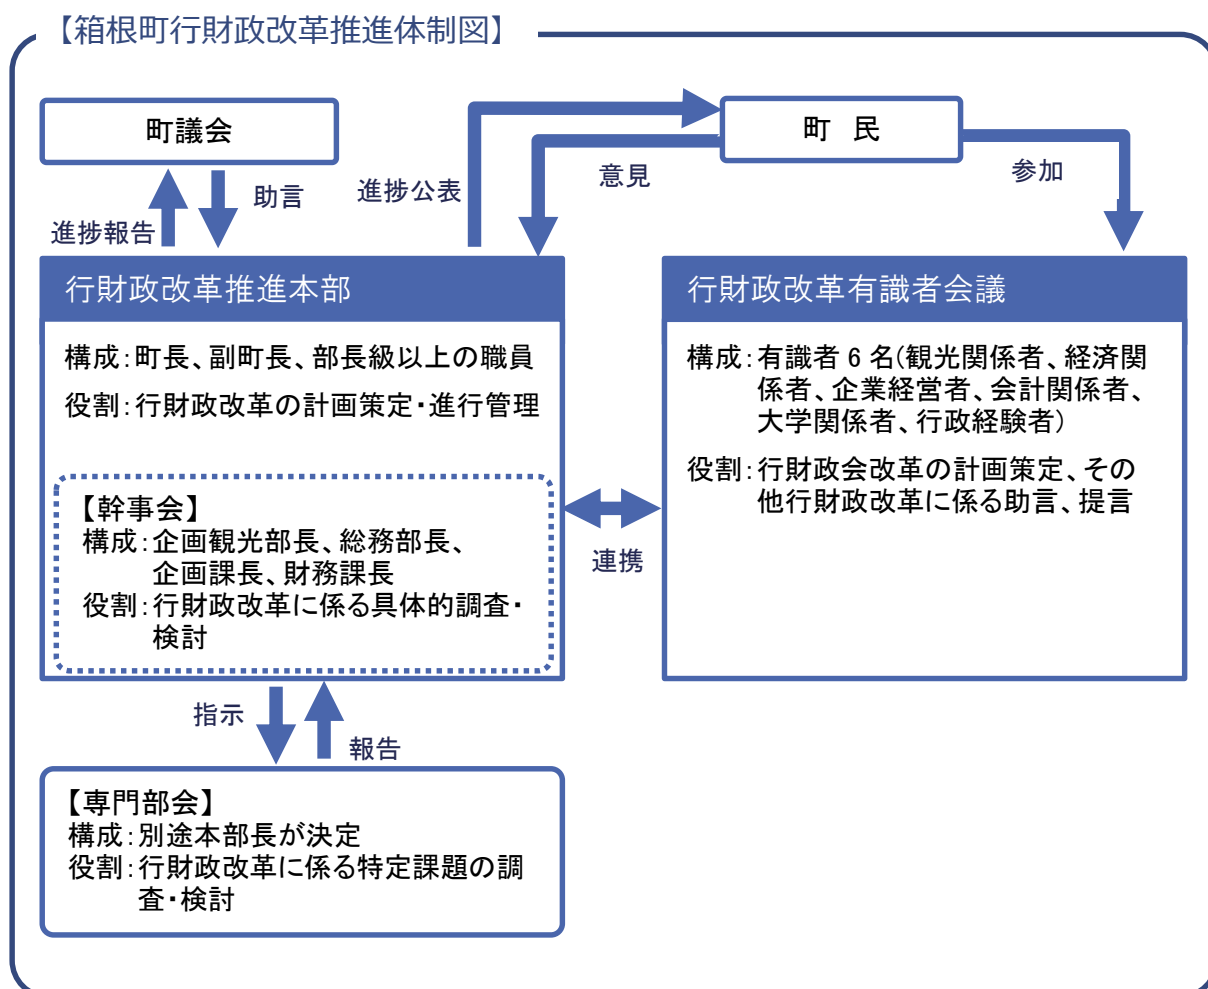 【箱根町行財政改革推進体制図】
町議会
町 民
進捗報告
助言
進捗公表
意見
参加
行財政改革推進本部
構成：町長、副町長、部長級以上の職員
役割：行財政改革の計画策定・進行管理
【幹事会】
構成：企画観光部長、総務部長、
企画課長、財務課長
役割：行財政改革に係る具体的調査・
検討
連携
行財政改革有識者会議
構成：有識者 6 名(観光関係者、経済関
係者、企業経営者、会計関係者、
大学関係者、行政経験者)
役割：行財政会改革の計画策定、その
他行財政改革に係る助言、提言
指示
報告
【専門部会】
構成：別途本部長が決定
役割：行財政改革に係る特定課題の調
査・検討